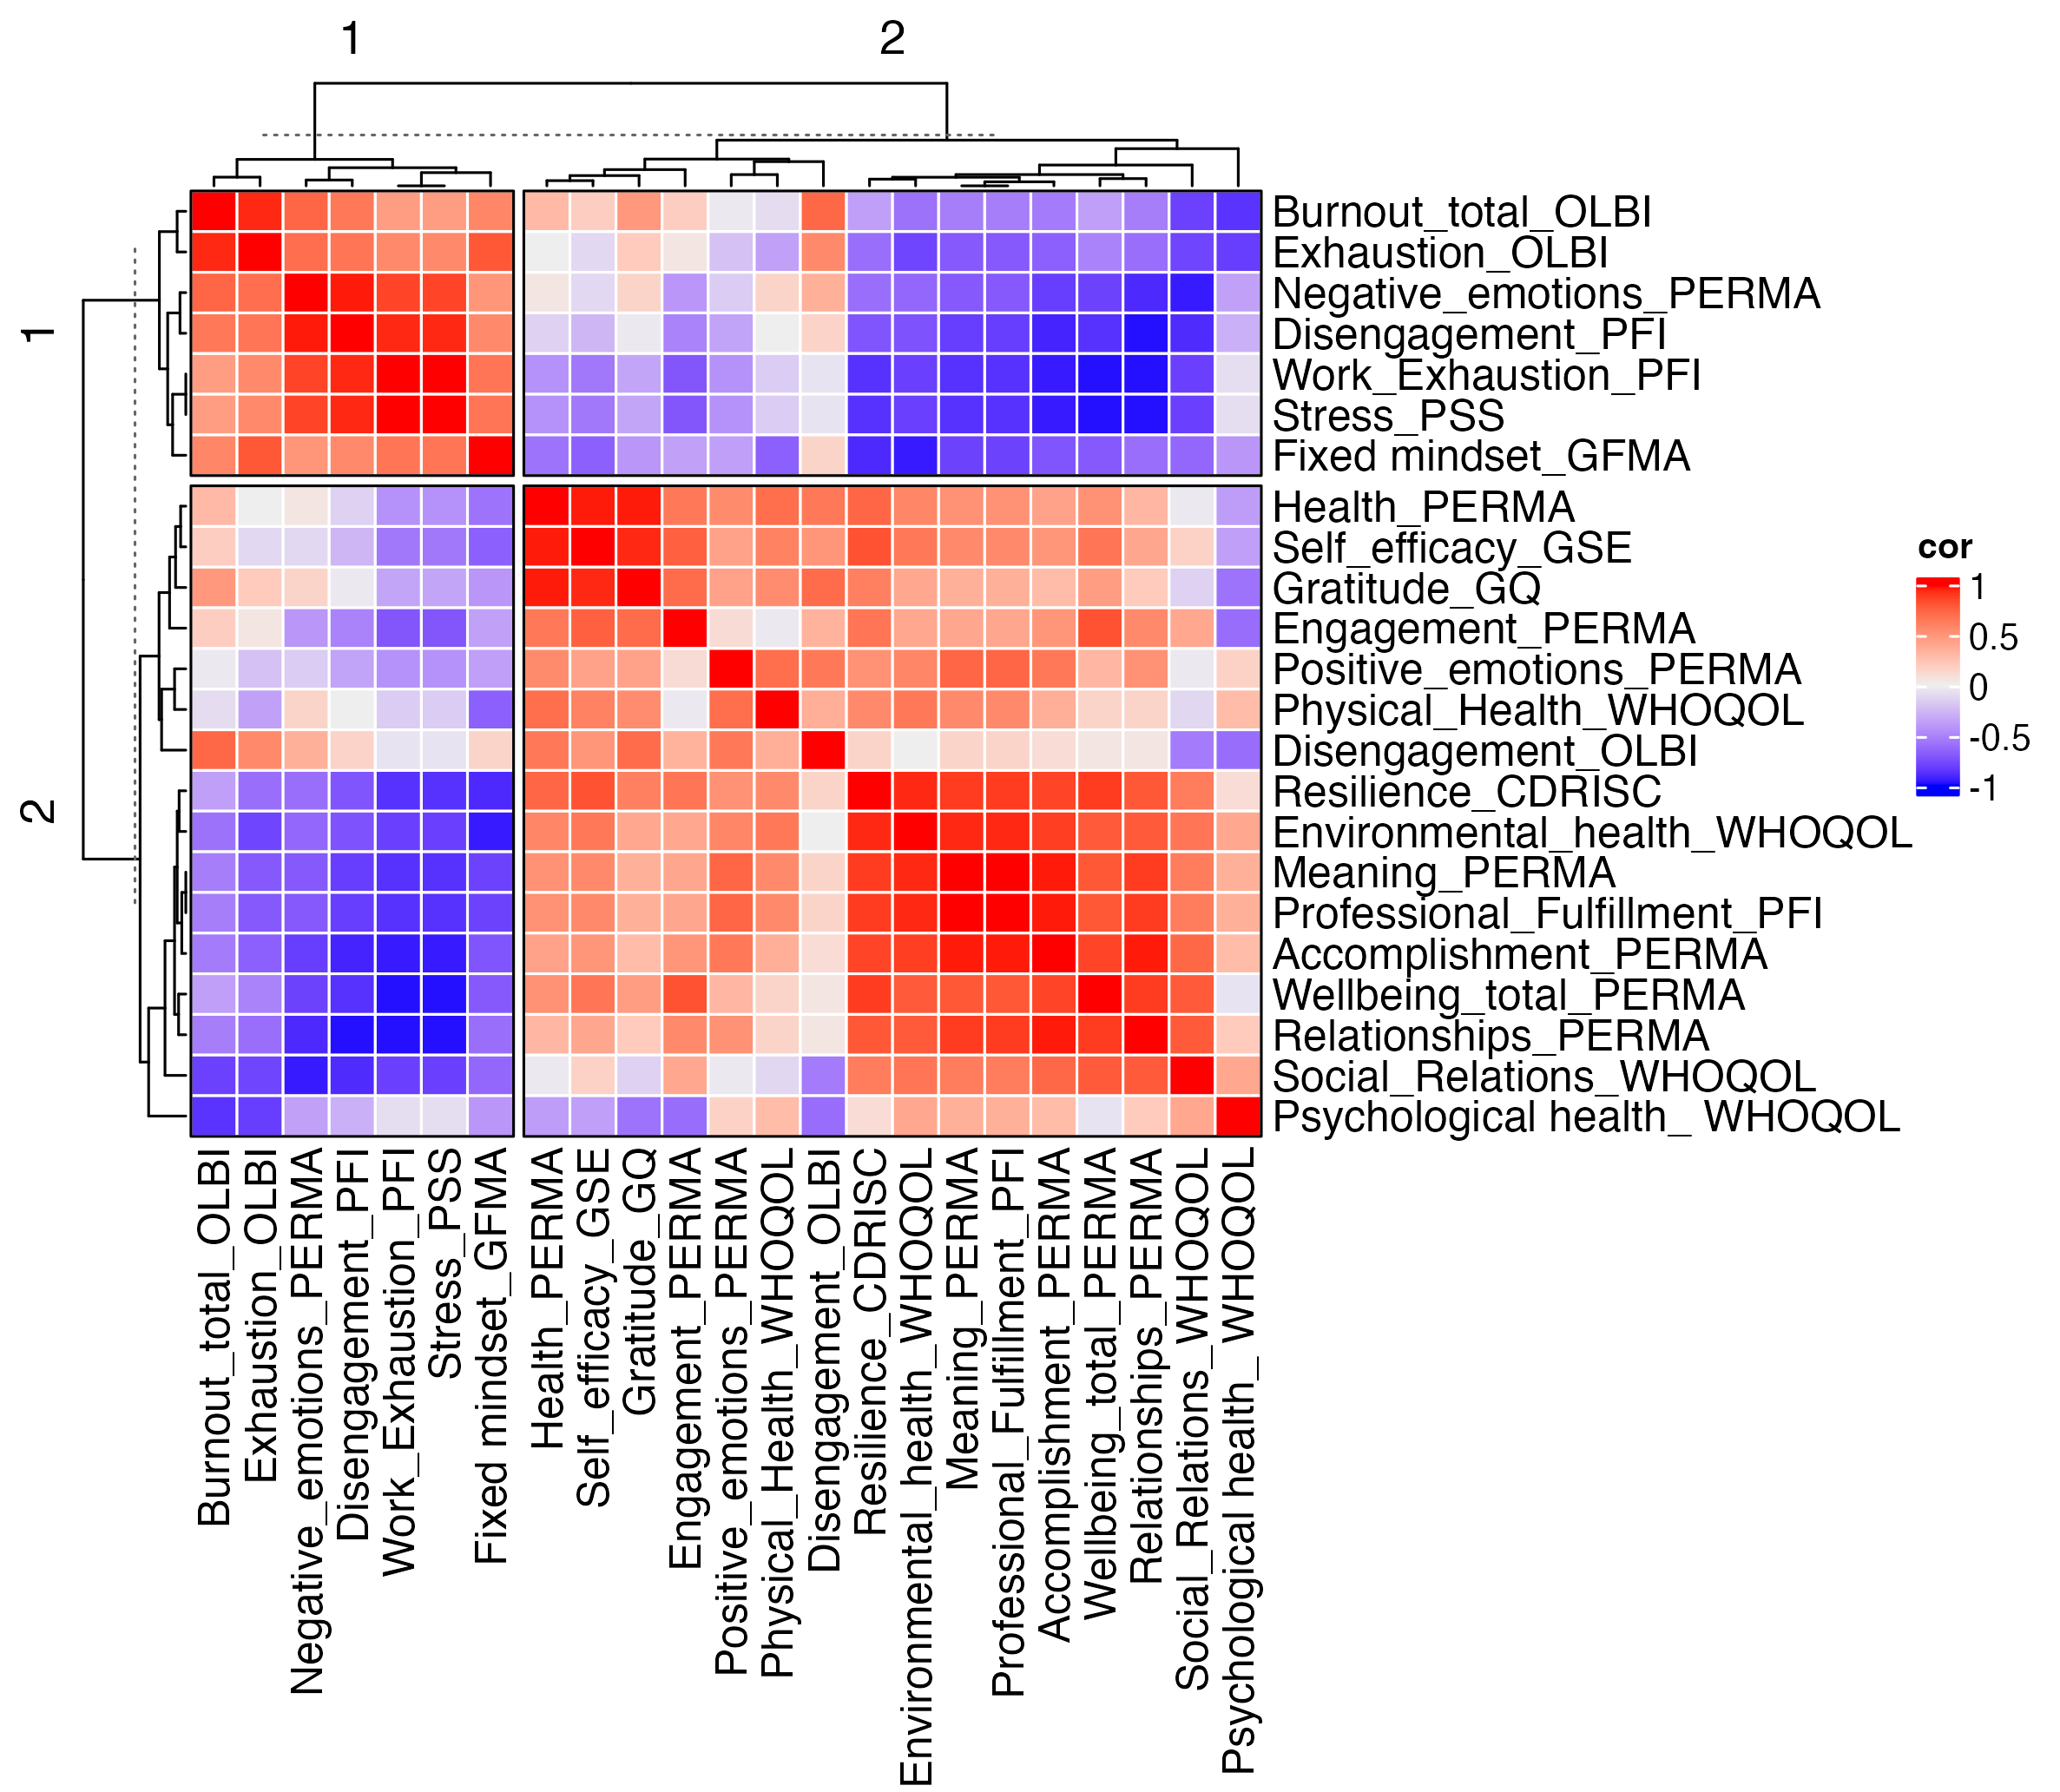 1
2
1
2
Burnout_total_OLBI
Exhaustion_OLBI
Negative_emotions_PERMA
Disengagement_PFI
Work_Exhaustion_PFI
Stress_PSS
Fixed mindset_GFMA
Health_PERMA
Self_efficacy_GSE
Gratitude_GQ
Engagement_PERMA
Positive_emotions_PERMA
Physical_Health_WHOQOL
Disengagement_OLBI
Resilience_CDRISC
Environmental_health_WHOQOL
Meaning_PERMA
Professional_Fulfillment_PFI
Accomplishment_PERMA
Wellbeing_total_PERMA
Relationships_PERMA
Social_Relations_WHOQOL
Psychological health_ WHOQOL
cor
1
0.5
0
-0.5
-1
Burnout_total_OLBI
Exhaustion_OLBI
Negative_emotions_PERMA
Disengagement_PFI
Work_Exhaustion_PFI
Stress_PSS
Fixed mindset_GFMA
Health_PERMA
Self_efficacy_GSE
Gratitude_GQ
Engagement_PERMA
Positive_emotions_PERMA
Physical_Health_WHOQOL
Disengagement_OLBI
Resilience_CDRISC
Environmental_health_WHOQOL
Meaning_PERMA
Professional_Fulfillment_PFI
Accomplishment_PERMA
Wellbeing_total_PERMA
Relationships_PERMA
Social_Relations_WHOQOL
Psychological health_ WHOQOL